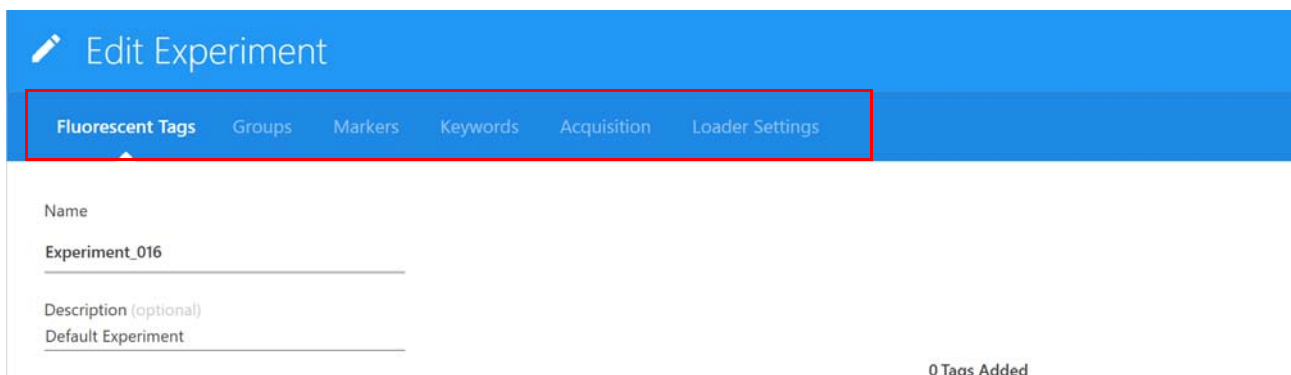 Edit Experiment
Fluorescent Tags Groups Markers Keywords Acquisition Loader Settings
Name
Experiment_016
Description (optional)
Default Experiment
0 Tags Added